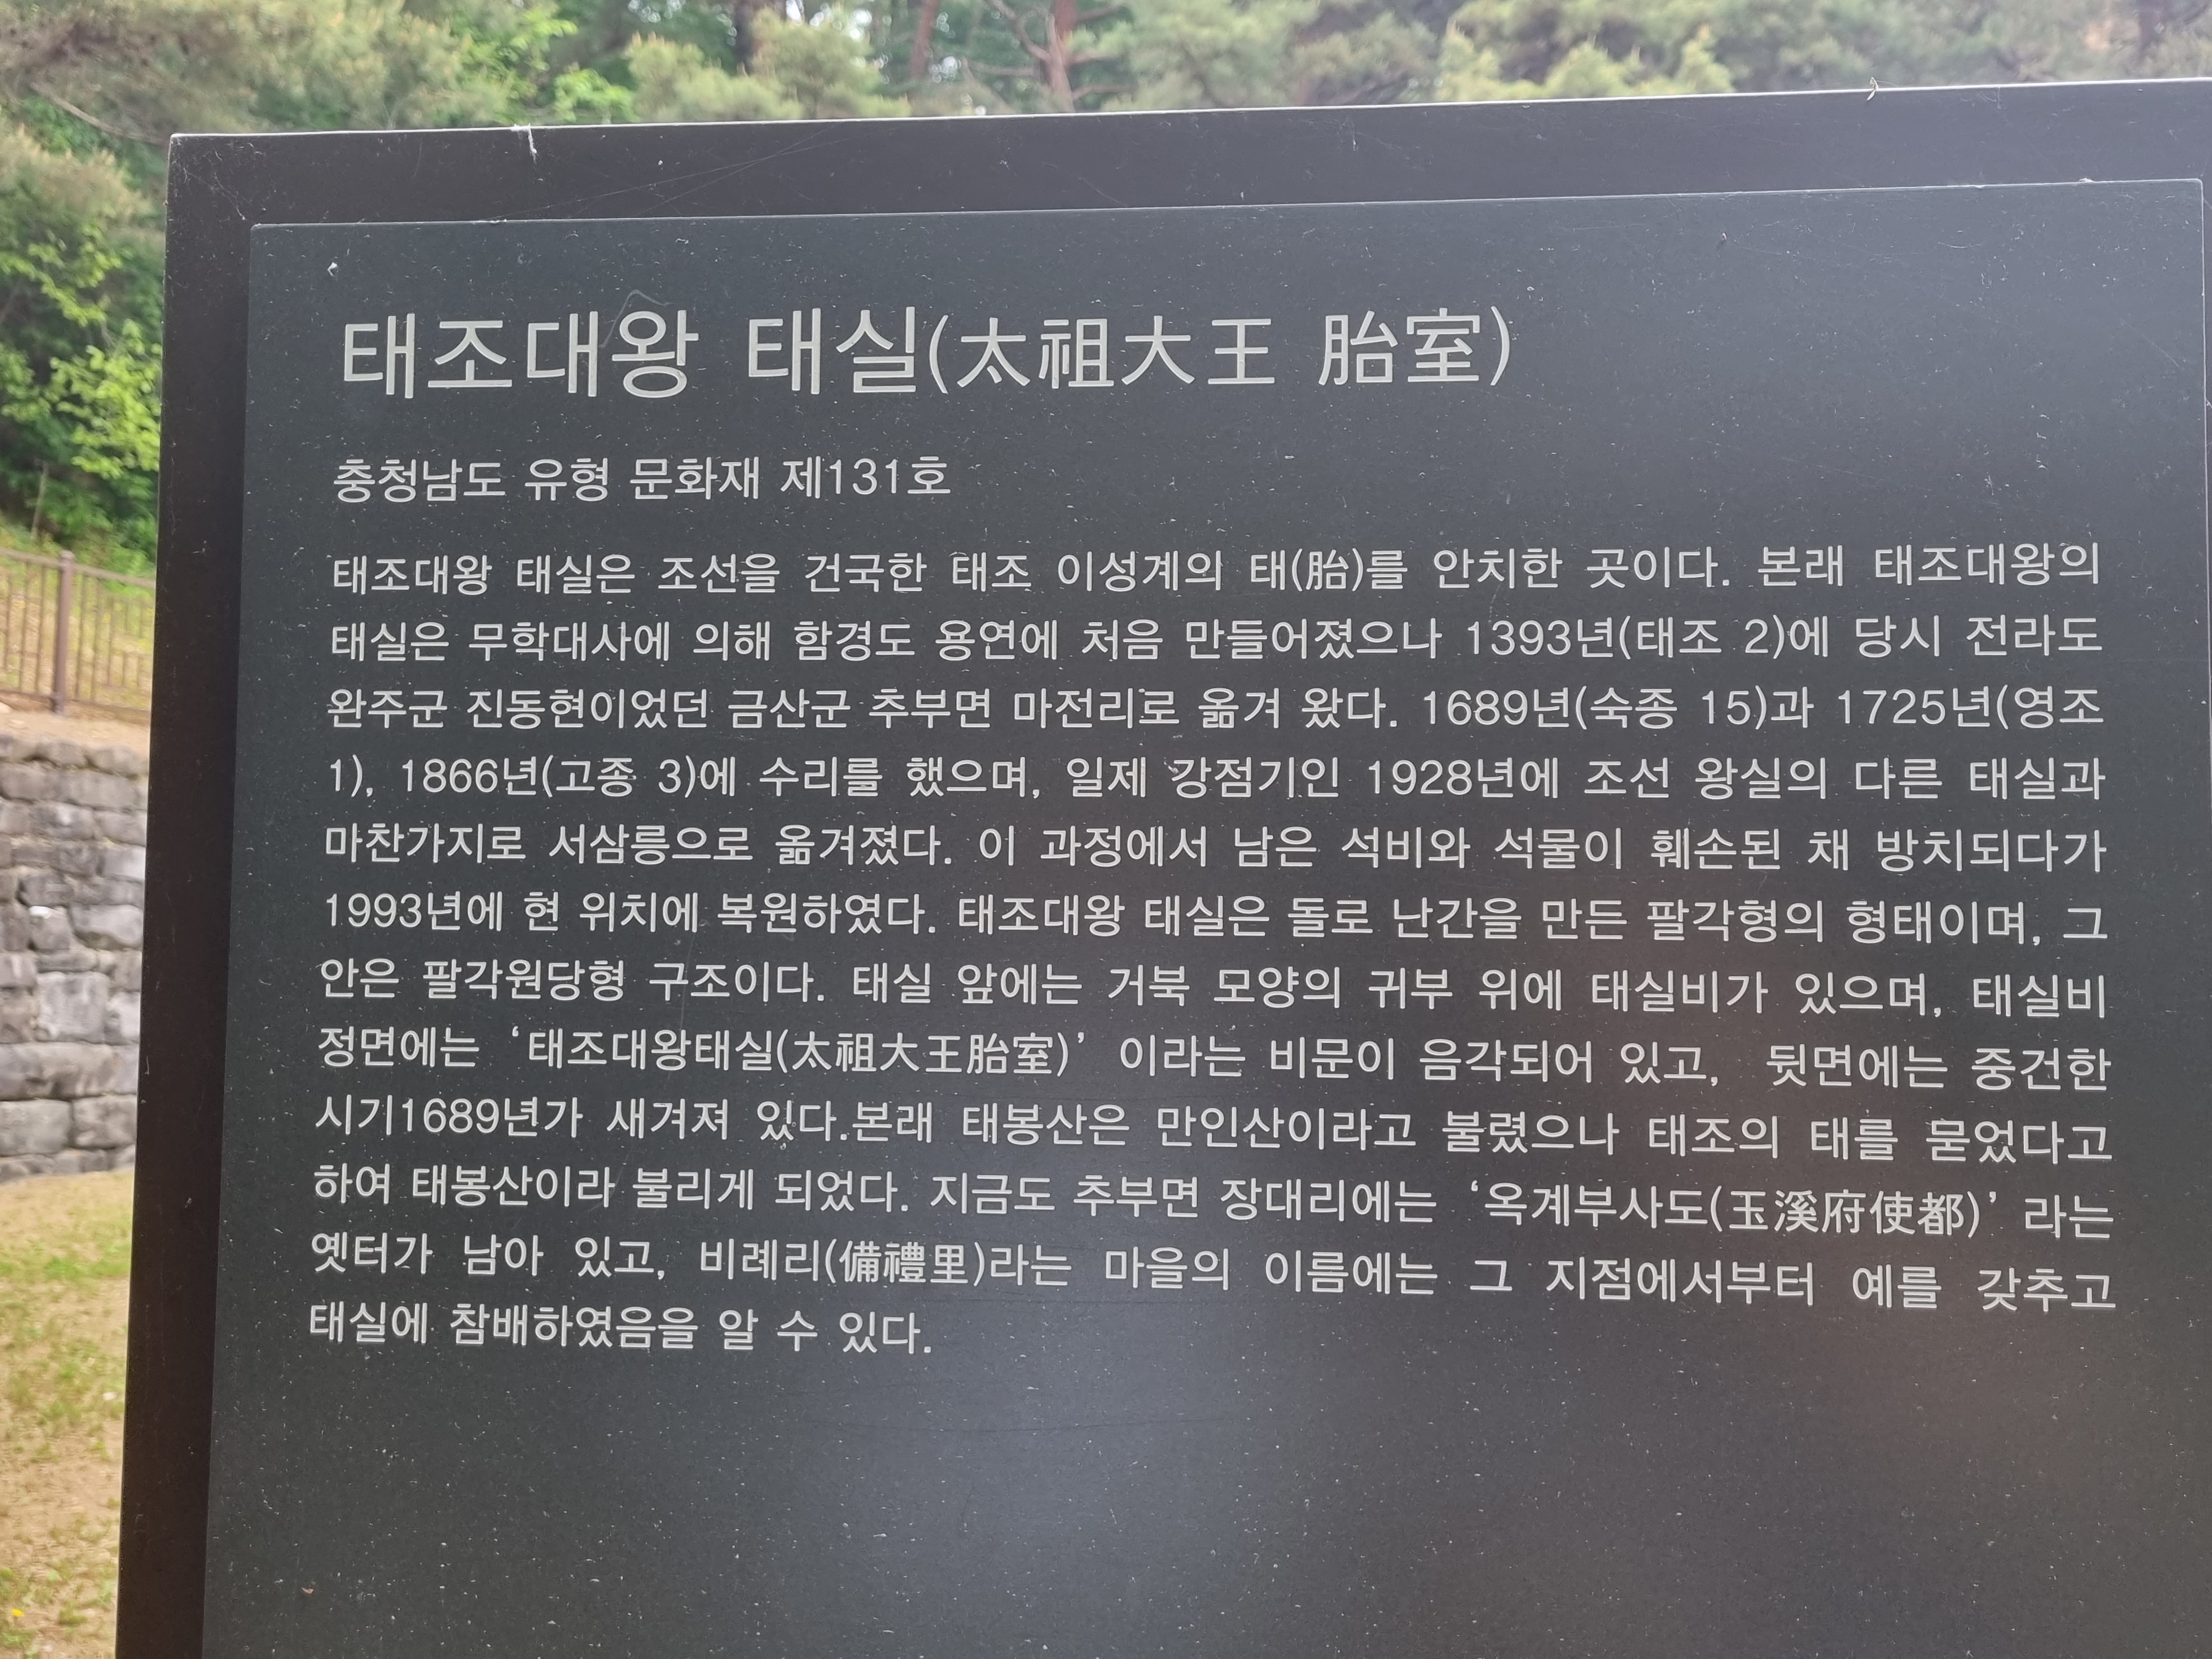 태조대왕 태실(太祖大王 胎室)
충청남도 유형 문화재 제131호
태조대왕 태실은 조선을 건국한 태조 이성계의 태(胎)를 안치한 곳이다. 본래 태조대왕의
태실은 무학대사에 의해 함경도 용연에 처음 만들어졌으나 1393년(태조 2)에 당시 전라도
완주군 진동현이었던 금산군 추부면 마전리로 옮겨 왔다. 1689년(숙종 15)과 1725년(영조
1), 1866년(고종 3)에 수리를 했으며, 일제 강점기인 1928년에 조선 왕실의 다른 태실과
마찬가지로 서삼릉으로 옮겨졌다. 이 과정에서 남은 석비와 석물이 훼손된 채 방치되다가
1993년에 현 위치에 복원하였다. 태조대왕 태실은 돌로 난간을 만든 팔각형의 형태이며, 그
안은 팔각원당형 구조이다. 태실 앞에는 거북 모양의 귀부 위에 태실비가 있으며, 태실비
정면에는 ‘태조대왕태실(太祖大王胎室)’ 이라는 비문이 음각되어 있고, 뒷면에는 중건한
시기1689년가 새겨져 있다.본래 태봉산은 만인산이라고 불렸으나 태조의 태를 묻었다고
하여 태봉산이라 불리게 되었다. 지금도 추부면 장대리에는 ‘옥계부사도(玉溪府使都)’ 라는
옛터가 남아 있고, 비례리(備禮里)라는 마을의 이름에는 그 지점에서부터 예를 갖추고
태실에 참배하였음을 알 수 있다.